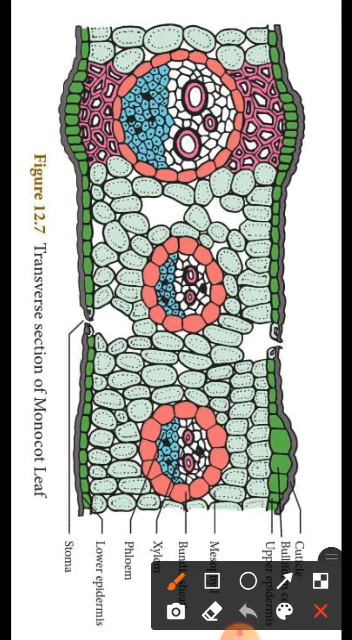 Figure 12.7 Transverse section of Monocot Leaf
Cuticle
Upper epidermis
Xylem
Phloem
Lower epidermis
Stoma